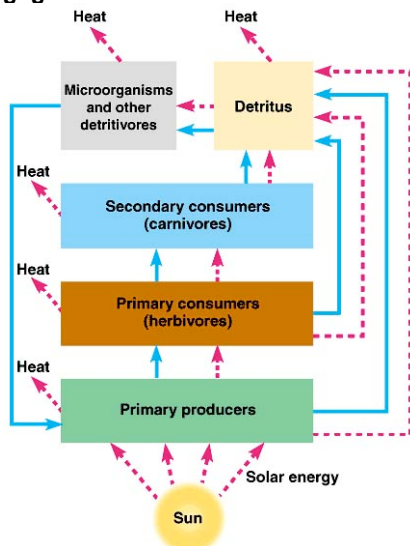 Heat
Heat
Microorganisms
and other
detritivores
Detritus
Heat
Secondary consumers
(carnivores)
Heat
Primary consumers
(herbivores)
Heat
Primary producers
Solar energy
Sun